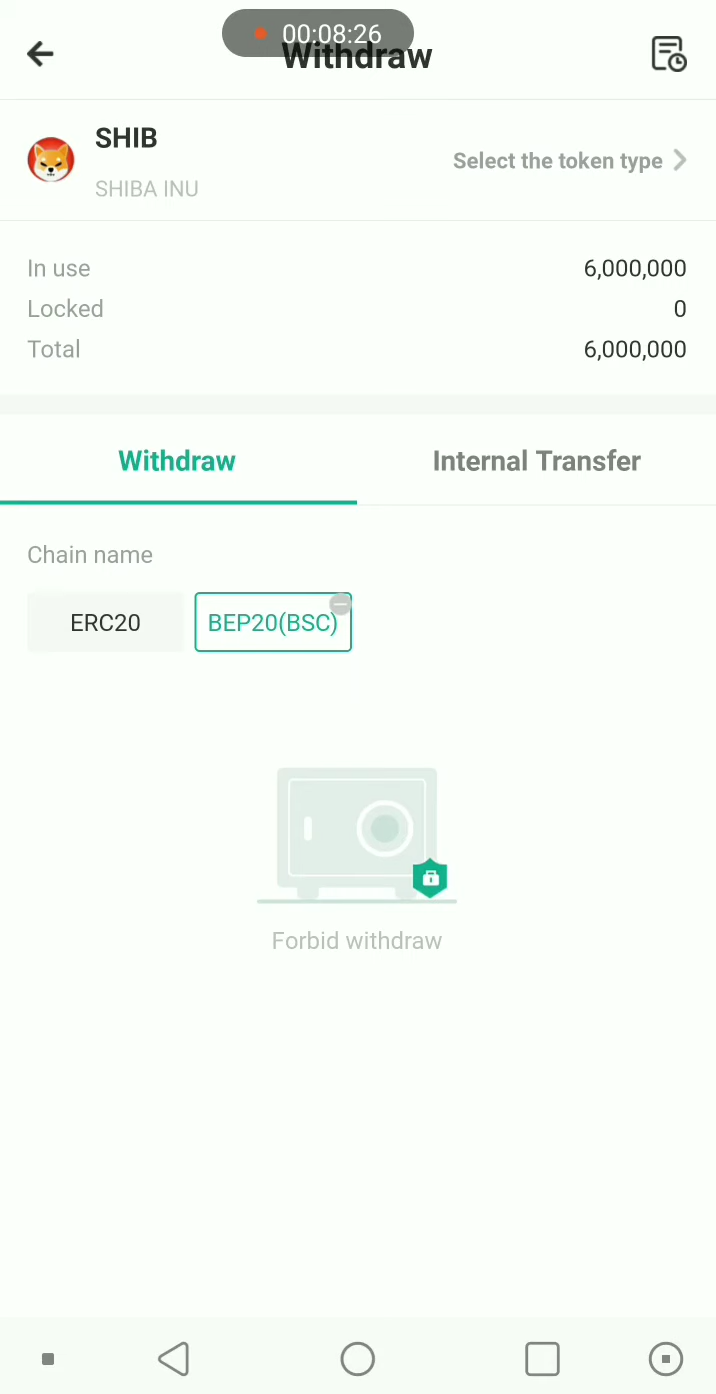 00:08:26
Withdraw
SHIB
SHIBA INU
Select the token type
In use 6,000,000
Locked 0
Total 6,000,000
Withdraw Internal Transfer
Chain name
ERC20 BEP20(BSC)
Forbid withdraw